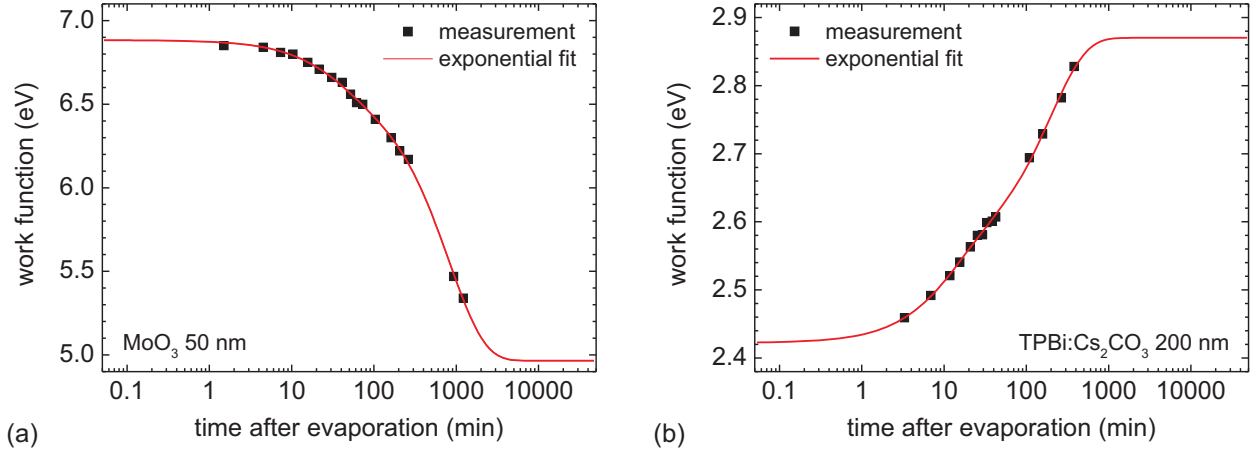 7.0
6.5
6.0
5.5
5.0
work function (eV)
measurement
exponential fit
MoO₃ 50 nm
0.1 1 10 100 1000 10000
time after evaporation (min)
(a)
2.9
2.8
2.7
2.6
2.5
2.4
work function (eV)
measurement
exponential fit
TPBi:Cs₂CO₃ 200 nm
0.1 1 10 100 1000 10000
time after evaporation (min)
(b)